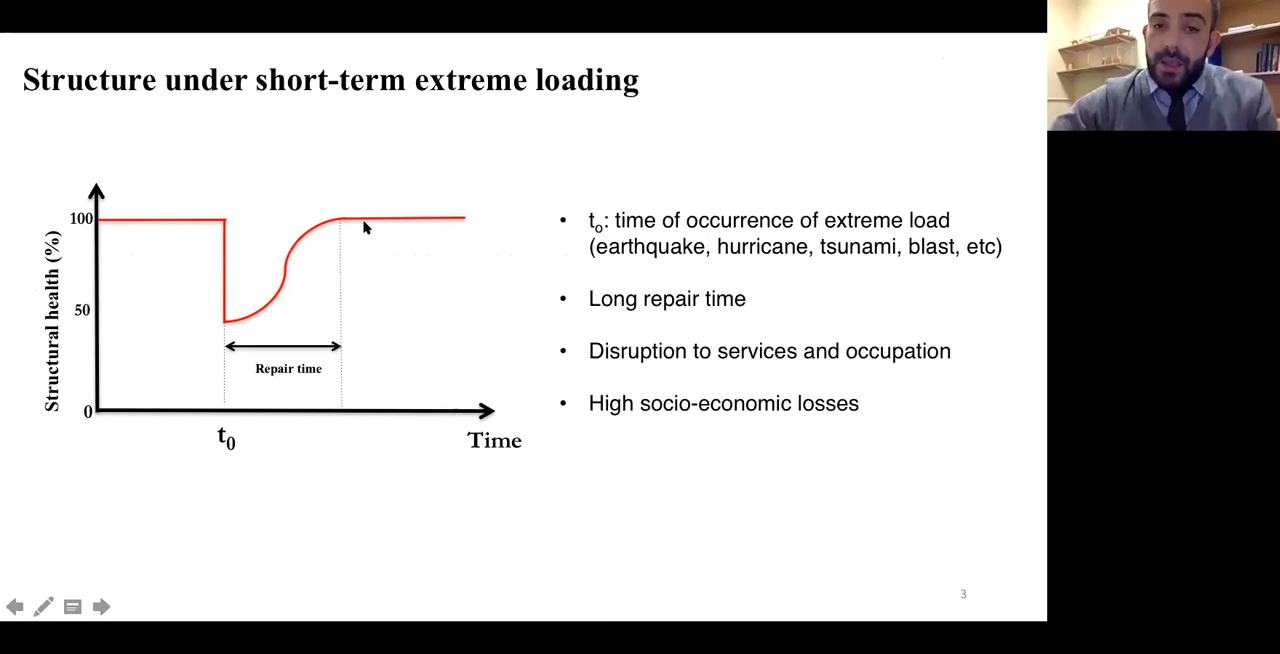 Structure under short-term extreme loading
Structural health (%)
100
50
0
Repair time
t₀
Time
• tₒ: time of occurrence of extreme load
(earthquake, hurricane, tsunami, blast, etc)
• Long repair time
• Disruption to services and occupation
• High socio-economic losses
3